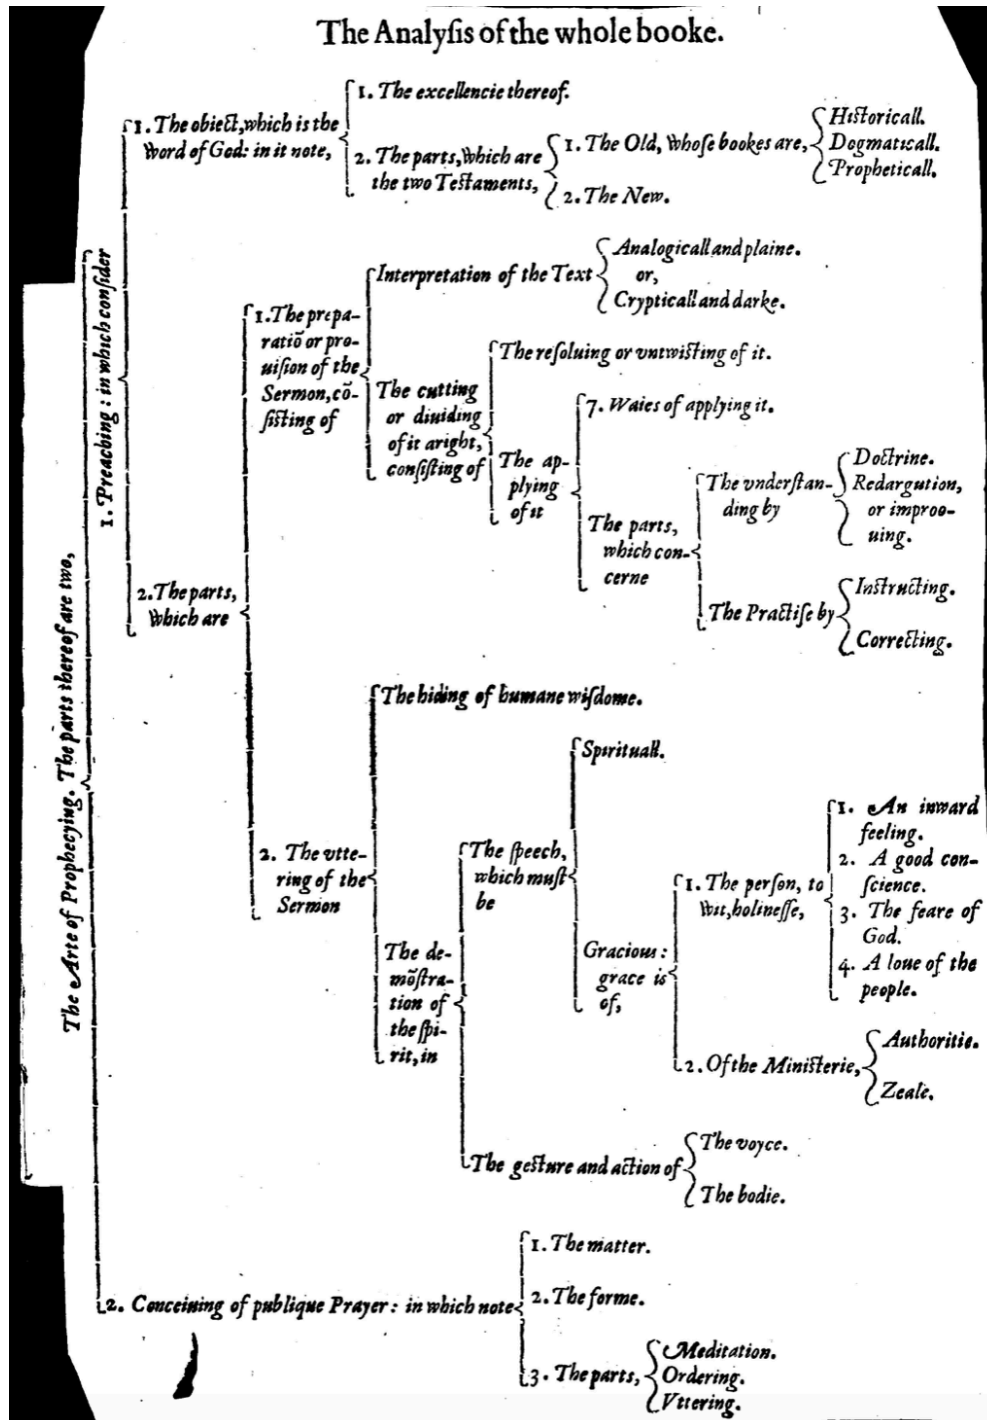 The Analyſis of the whole booke.
The Arte of Prophecying. The parts thereof are two,
1. Preaching: in which conſider
1. The obiect, which is the
Word of God: in it note,
1. The excellencie thereof.
2. The parts, which are
the two Teſtaments,
1. The Old, whoſe bookes are,
Hiſtoricall.
Dogmaticall.
Propheticall.
2. The New.
2. The parts,
which are
1. The prepa-
ratiõ or pro-
uiſion of the
Sermon, cõ-
ſiſting of
Interpretation of the Text
Analogicall and plaine.
or,
Crypticall and darke.
The cutting
or diuiding
of it aright,
conſiſting of
The reſoluing or vntwiſting of it.
The ap-
plying
of it
7. Waies of applying it.
The parts,
which con-
cerne
The vnderſtan-
ding by
Doctrine.
Redargution,
or improo-
uing.
The Practiſe by
Inſtructing.
Correcting.
2. The vtte-
ring of the
Sermon
The hiding of humane wiſdome.
The de-
mõſtra-
tion of
the ſpi-
rit, in
The ſpeech,
which muſt
be
Spirituall.
Gracious:
grace is
of,
1. The perſon, to
wit, holineſſe,
1. An inward
feeling.
2. A good con-
ſcience.
3. The feare of
God.
4. A loue of the
people.
2. Of the Miniſterie,
Authoritie.
Zeale.
The geſture and action of
The voyce.
The bodie.
2. Conceiuing of publique Prayer: in which note
1. The matter.
2. The forme.
3. The parts,
Meditation.
Ordering.
Vttering.